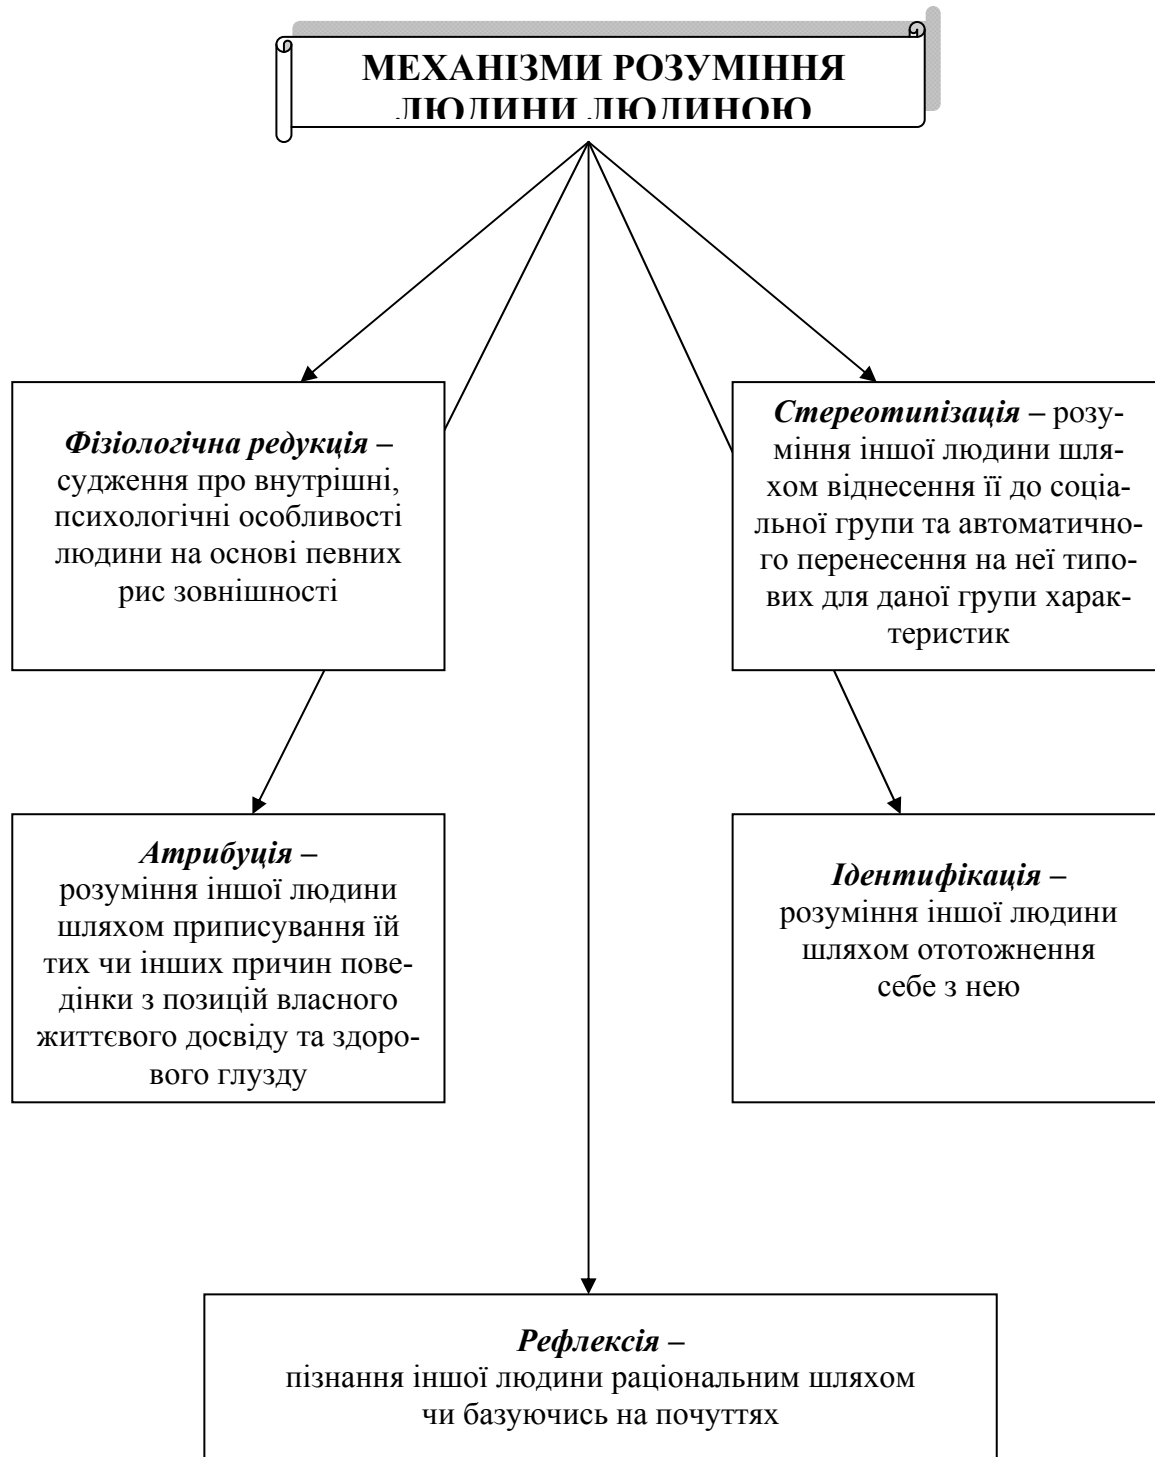 МЕХАНІЗМИ РОЗУМІННЯ
ЛЮДИНИ ЛЮДИНОЮ
Фізіологічна редукція –
судження про внутрішні,
психологічні особливості
людини на основі певних
рис зовнішності
Стереотипізація – розу-
міння іншої людини шля-
хом віднесення її до соціа-
льної групи та автоматично-
го перенесення на неї типо-
вих для даної групи харак-
теристик
Атрибуція –
розуміння іншої людини
шляхом приписування їй
тих чи інших причин пове-
дінки з позицій власного
життєвого досвіду та здоро-
вого глузду
Ідентифікація –
розуміння іншої людини
шляхом ототожнення
себе з нею
Рефлексія –
пізнання іншої людини раціональним шляхом
чи базуючись на почуттях